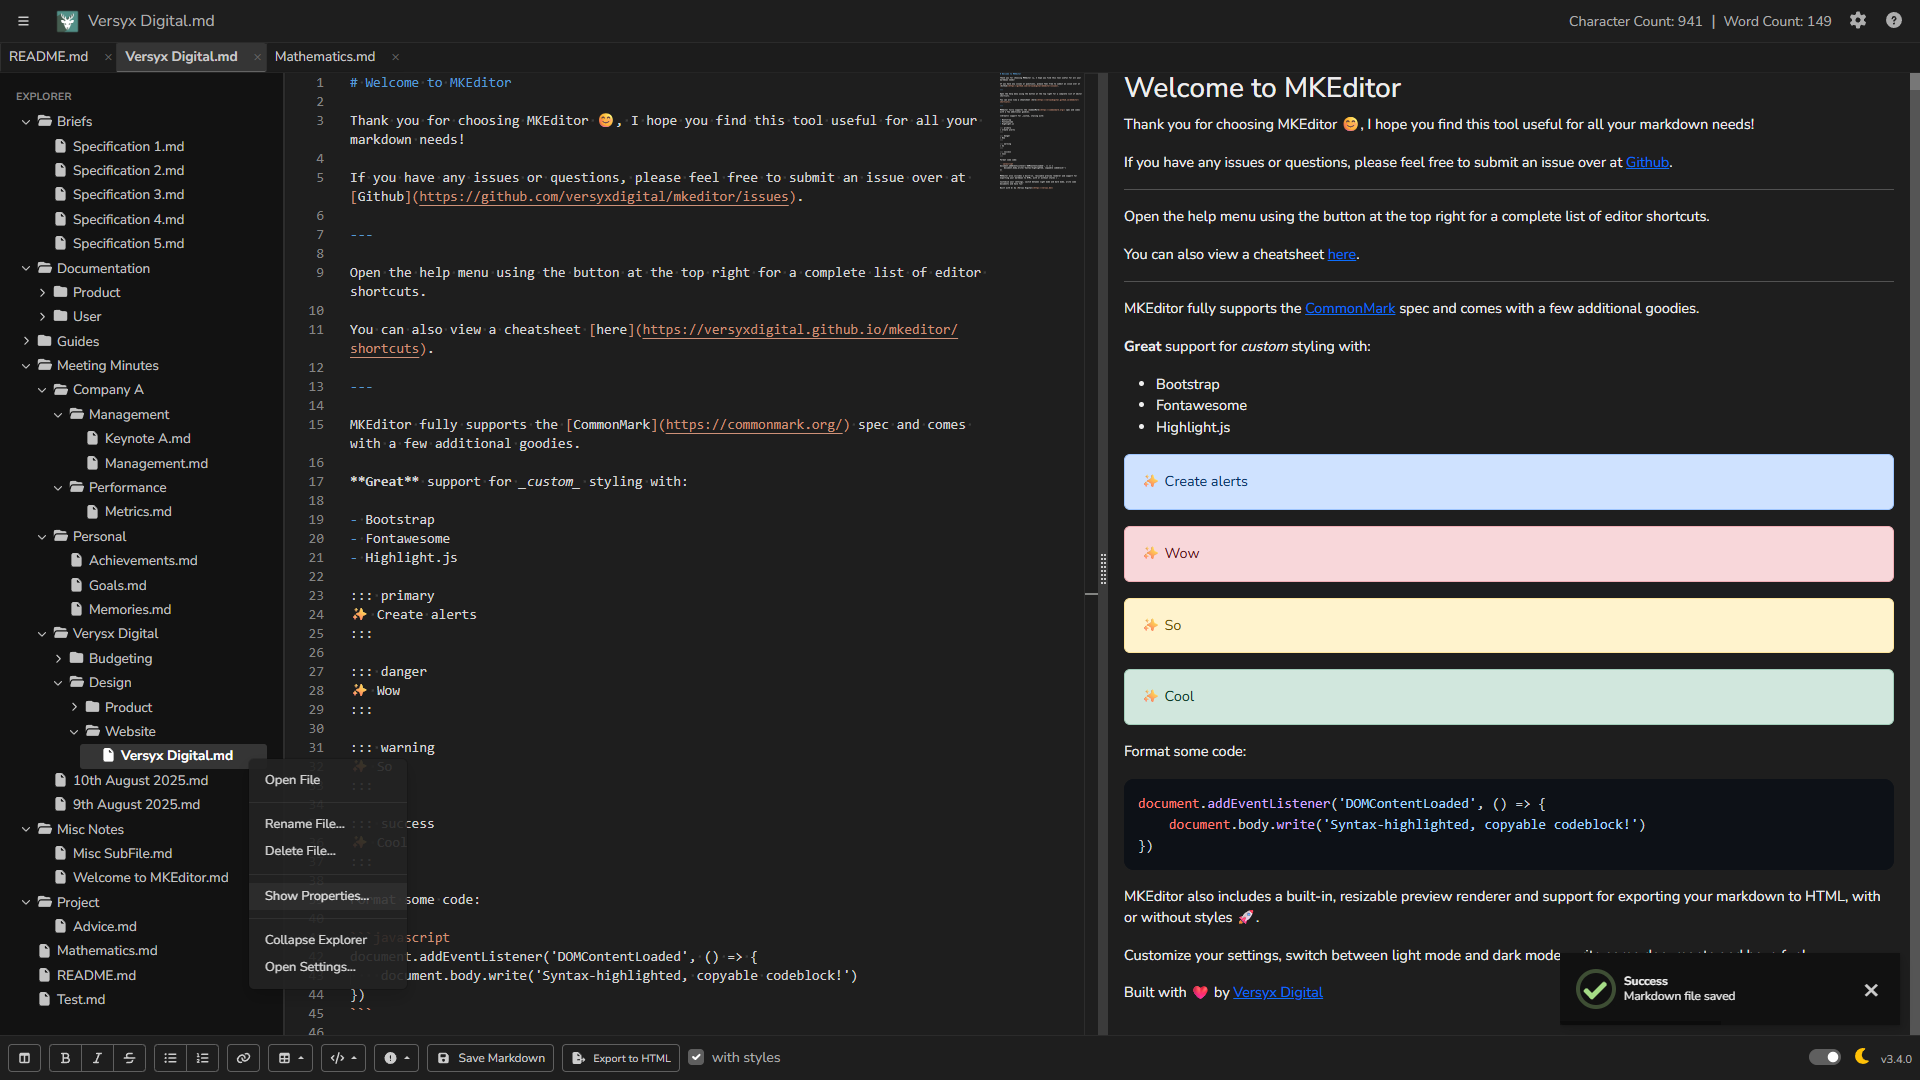 Versyx Digital.md
Character Count: 941 | Word Count: 149
README.md × Versyx Digital.md × Mathematics.md ×
EXPLORER
Briefs
Specification 1.md
Specification 2.md
Specification 3.md
Specification 4.md
Specification 5.md
Documentation
Product
User
Guides
Meeting Minutes
Company A
Management
Keynote A.md
Management.md
Performance
Metrics.md
Personal
Achievements.md
Goals.md
Memories.md
Verysx Digital
Budgeting
Design
Product
Website
Versyx Digital.md
10th August 2025.md
9th August 2025.md
Misc Notes
Misc SubFile.md
Welcome to MKEditor.md
Project
Advice.md
Mathematics.md
README.md
Test.md
Open File
Rename File...
Delete File...
Show Properties...
Collapse Explorer
Open Settings...
1 # Welcome to MKEditor
2
3 Thank you for choosing MKEditor 😊, I hope you find this tool useful for all your
markdown needs!
4
5 If you have any issues or questions, please feel free to submit an issue over at
[Github](https://github.com/versyxdigital/mkeditor/issues).
6
7 ---
8
9 Open the help menu using the button at the top right for a complete list of editor
shortcuts.
10
11 You can also view a cheatsheet [here](https://versyxdigital.github.io/mkeditor/
shortcuts).
12
13 ---
14
15 MKEditor fully supports the [CommonMark](https://commonmark.org/) spec and comes
with a few additional goodies.
16
17 **Great** support for _custom_ styling with:
18
19 - Bootstrap
20 - Fontawesome
21 - Highlight.js
22
23 ::: primary
24 ✨ Create alerts
25 :::
26
27 ::: danger
28 ✨ Wow
29 :::
30
31 ::: warning
✨ So
:::
::: success
✨ Cool
:::
some code:
javascript
document.addEventListener('DOMContentLoaded', () => {
document.body.write('Syntax-highlighted, copyable codeblock!')
44 })
45 ```
46
Welcome to MKEditor
Thank you for choosing MKEditor 😊, I hope you find this tool useful for all your markdown needs!
If you have any issues or questions, please feel free to submit an issue over at Github.
Open the help menu using the button at the top right for a complete list of editor shortcuts.
You can also view a cheatsheet here.
MKEditor fully supports the CommonMark spec and comes with a few additional goodies.
Great support for custom styling with:
• Bootstrap
• Fontawesome
• Highlight.js
✨ Create alerts
✨ Wow
✨ So
✨ Cool
Format some code:
document.addEventListener('DOMContentLoaded', () => {
document.body.write('Syntax-highlighted, copyable codeblock!')
})
MKEditor also includes a built-in, resizable preview renderer and support for exporting your markdown to HTML, with
or without styles 🚀.
Customize your settings, switch between light mode and dark mode
Built with ❤️ by Versyx Digital
Success
Markdown file saved
B I S
Save Markdown
Export to HTML
with styles
v3.4.0